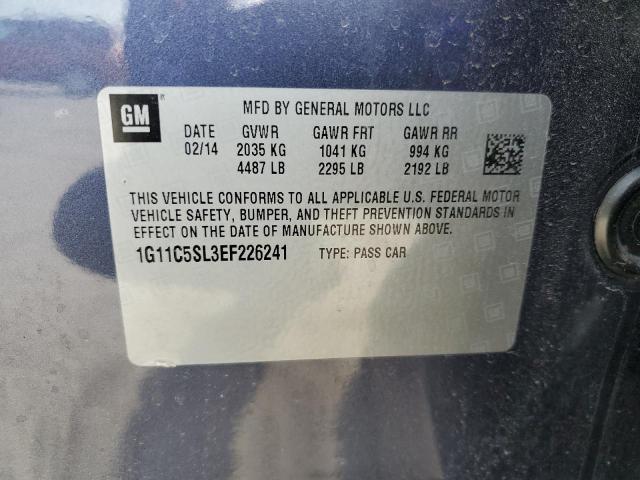 GM
MFD BY GENERAL MOTORS LLC
DATE GVWR GAWR FRT GAWR RR
02/14 2035 KG 1041 KG 994 KG
4487 LB 2295 LB 2192 LB
THIS VEHICLE CONFORMS TO ALL APPLICABLE U.S. FEDERAL MOTOR
VEHICLE SAFETY, BUMPER, AND THEFT PREVENTION STANDARDS IN
EFFECT ON THE DATE OF MANUFACTURE SHOWN ABOVE.
1G11C5SL3EF226241 TYPE: PASS CAR